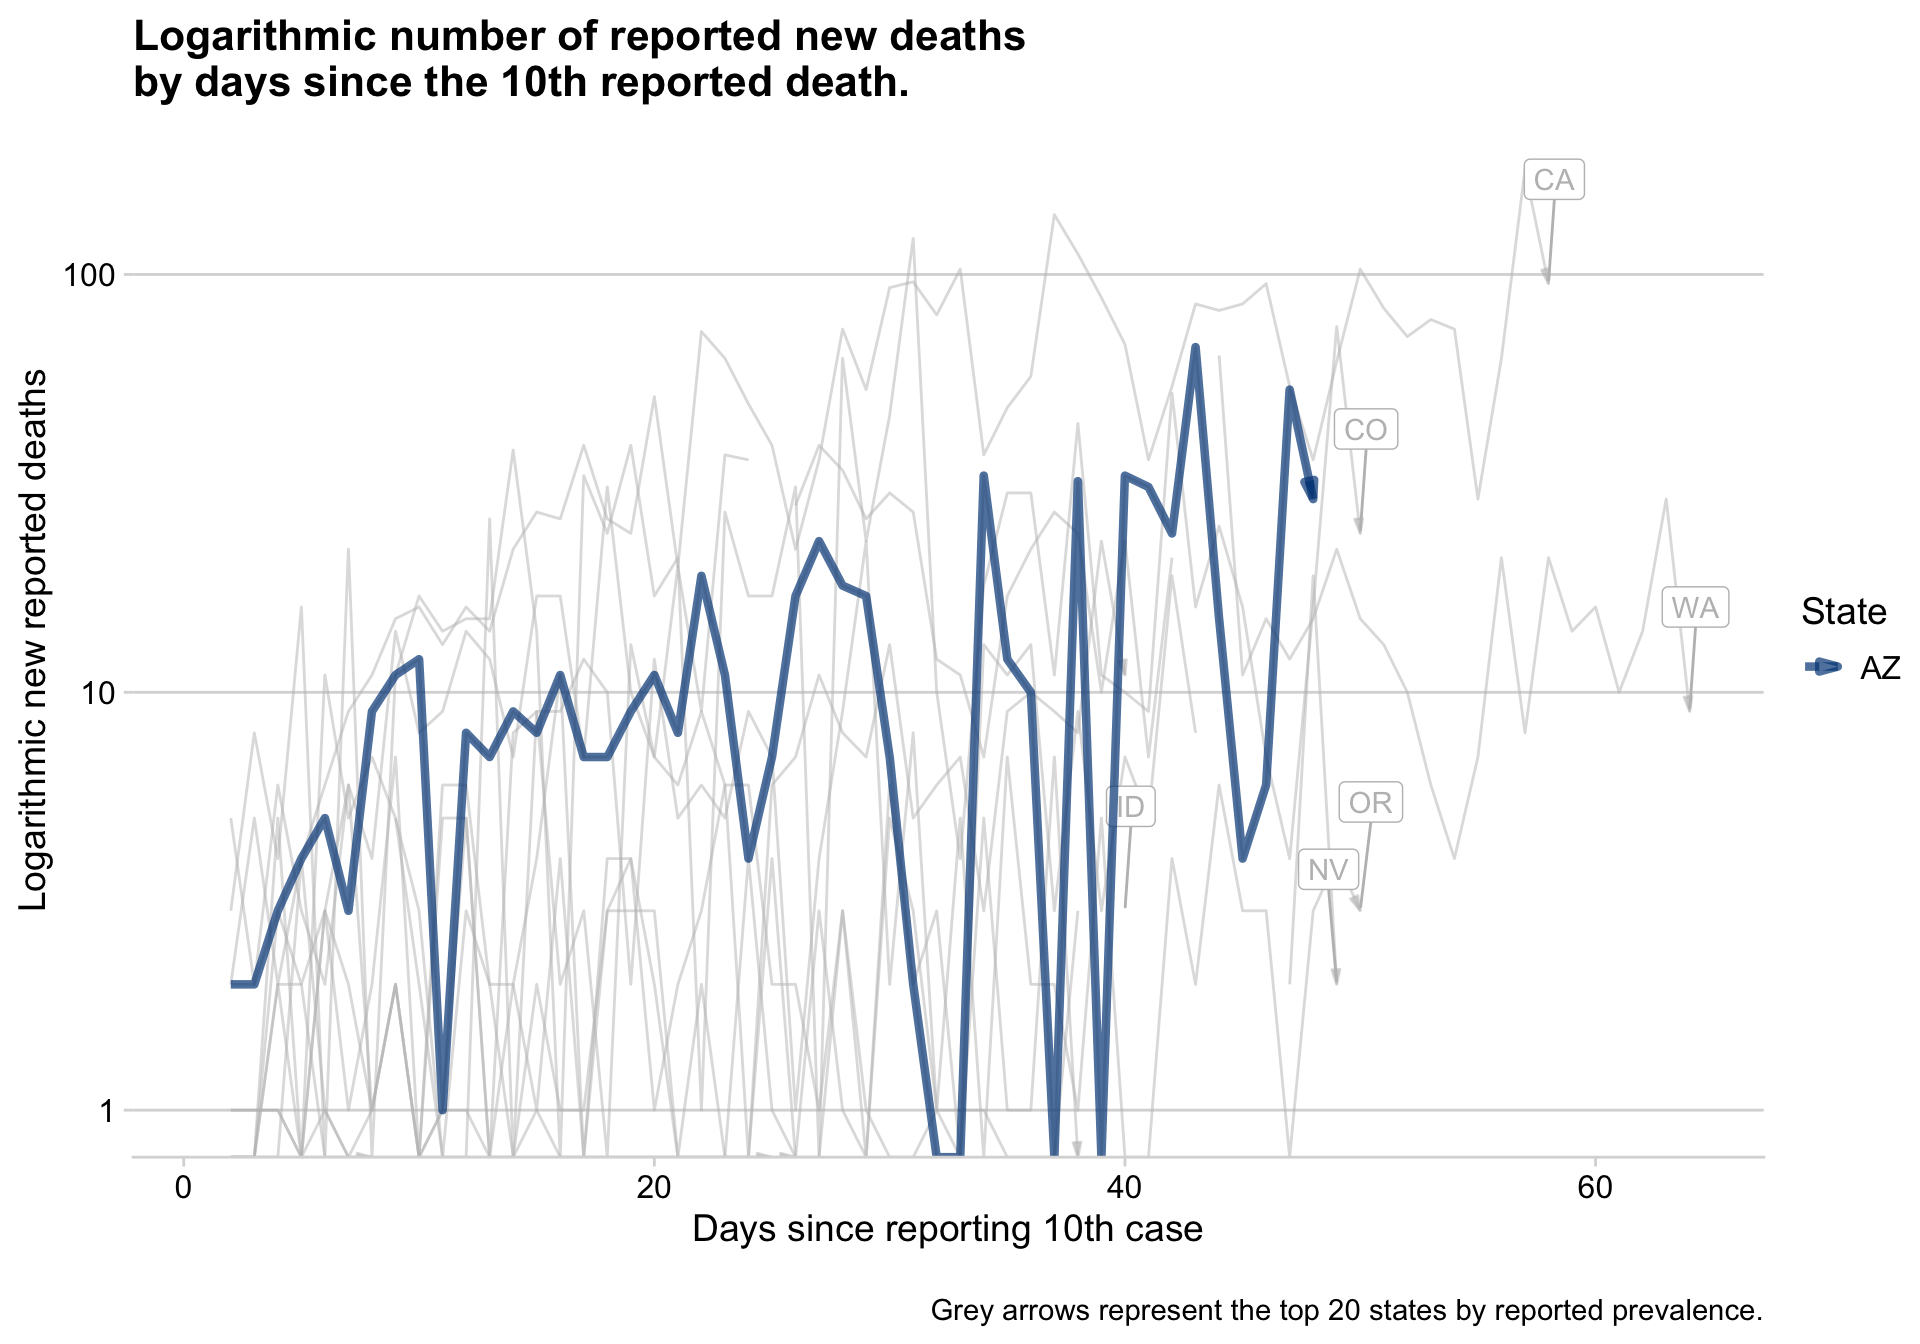 Logarithmic number of reported new deaths
by days since the 10th reported death.
Logarithmic new reported deaths
100
10
1
CA
CO
WA
ID
OR
NV
State
AZ
0
20
40
60
Days since reporting 10th case
Grey arrows represent the top 20 states by reported prevalence.